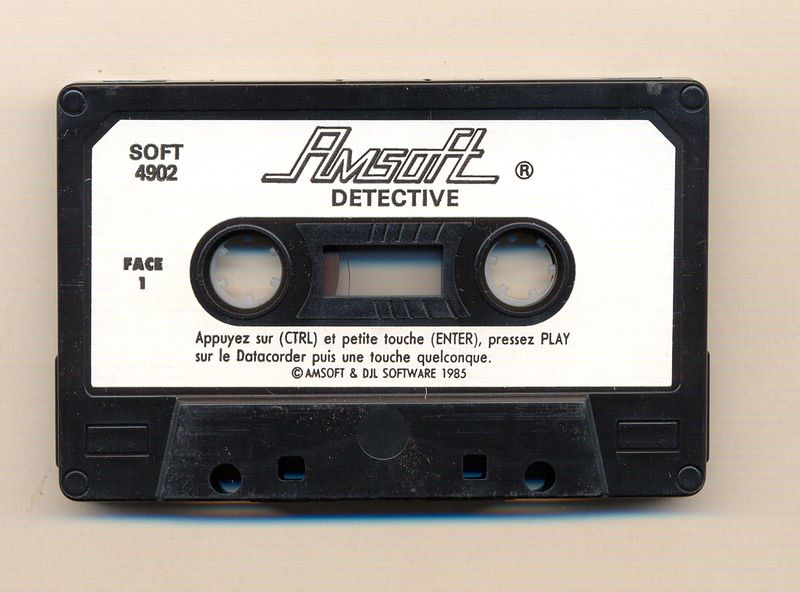 SOFT
4902
Amsoft ®
DETECTIVE
FACE
1
Appuyez sur (CTRL) et petite touche (ENTER), pressez PLAY
sur le Datacorder puis une touche quelconque.
© AMSOFT & DJL SOFTWARE 1985